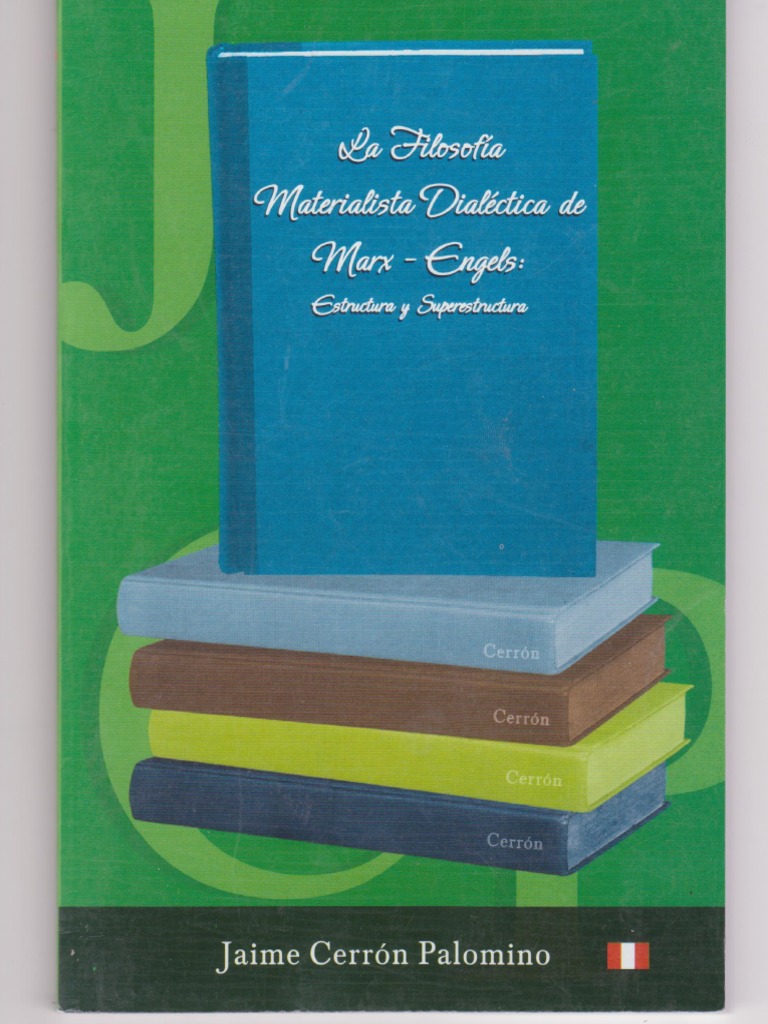 La Filosofía
Materialista Dialéctica de
Marx - Engels:
Estructura y Superestructura
Cerrón
Cerrón
Cerrón
Cerrón
Jaime Cerrón Palomino